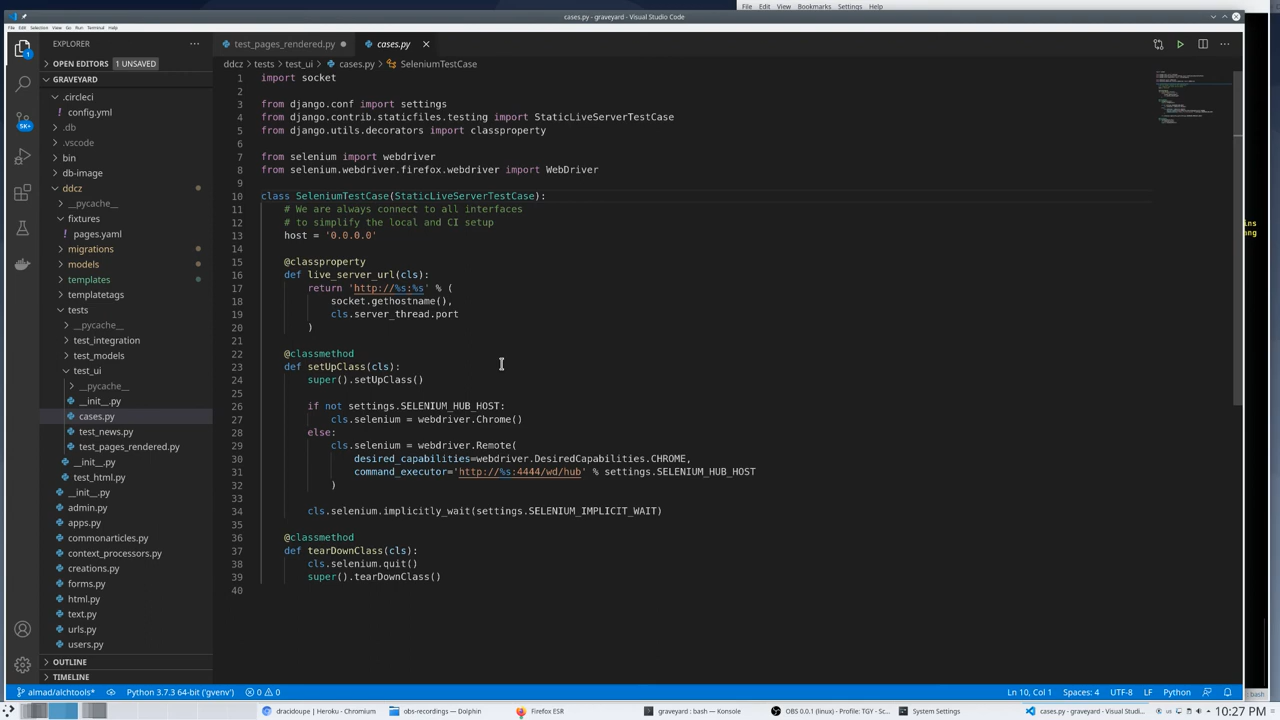 File Edit View Bookmarks Settings Help
cases.py - graveyard - Visual Studio Code
File Edit Selection View Go Run Terminal Help
EXPLORER
test_pages_rendered.py
cases.py
OPEN EDITORS
1 UNSAVED
ddcz > tests > test_ui > cases.py > SeleniumTestCase
GRAVEYARD
.circleci
config.yml
.db
.vscode
bin
db-image
ddcz
__pycache__
fixtures
pages.yaml
migrations
models
templates
templatetags
tests
__pycache__
test_integration
test_models
test_ui
__pycache__
__init__.py
cases.py
test_news.py
test_pages_rendered.py
__init__.py
test_html.py
__init__.py
admin.py
apps.py
commonarticles.py
context_processors.py
creations.py
forms.py
html.py
text.py
urls.py
users.py
OUTLINE
TIMELINE
1
5K+
1 import socket
2
3 from django.conf import settings
4 from django.contrib.staticfiles.testing import StaticLiveServerTestCase
5 from django.utils.decorators import classproperty
6
7 from selenium import webdriver
8 from selenium.webdriver.firefox.webdriver import WebDriver
9
10 class SeleniumTestCase(StaticLiveServerTestCase):
11 # We are always connect to all interfaces
12 # to simplify the local and CI setup
13 host = '0.0.0.0'
14
15 @classproperty
16 def live_server_url(cls):
17 return 'http://%s:%s' % (
18 socket.gethostname(),
19 cls.server_thread.port
20 )
21
22 @classmethod
23 def setUpClass(cls):
24 super().setUpClass()
25
26 if not settings.SELENIUM_HUB_HOST:
27 cls.selenium = webdriver.Chrome()
28 else:
29 cls.selenium = webdriver.Remote(
30 desired_capabilities=webdriver.DesiredCapabilities.CHROME,
31 command_executor='http://%s:4444/wd/hub' % settings.SELENIUM_HUB_HOST
32 )
33
34 cls.selenium.implicitly_wait(settings.SELENIUM_IMPLICIT_WAIT)
35
36 @classmethod
37 def tearDownClass(cls):
38 cls.selenium.quit()
39 super().tearDownClass()
40
ins
ang
bash
almad/alchtools* Python 3.7.3 64-bit ('gvenv') 0 0 Ln 10, Col 1 Spaces: 4 UTF-8 LF Python
dracidoupe | Heroku - Chromium
obs-recordings — Dolphin
Firefox ESR
graveyard : bash — Konsole
OBS 0.0.1 (linux) - Profile: TGY - Sc...
System Settings
cases.py - graveyard - Visual Studi...
10:27 PM